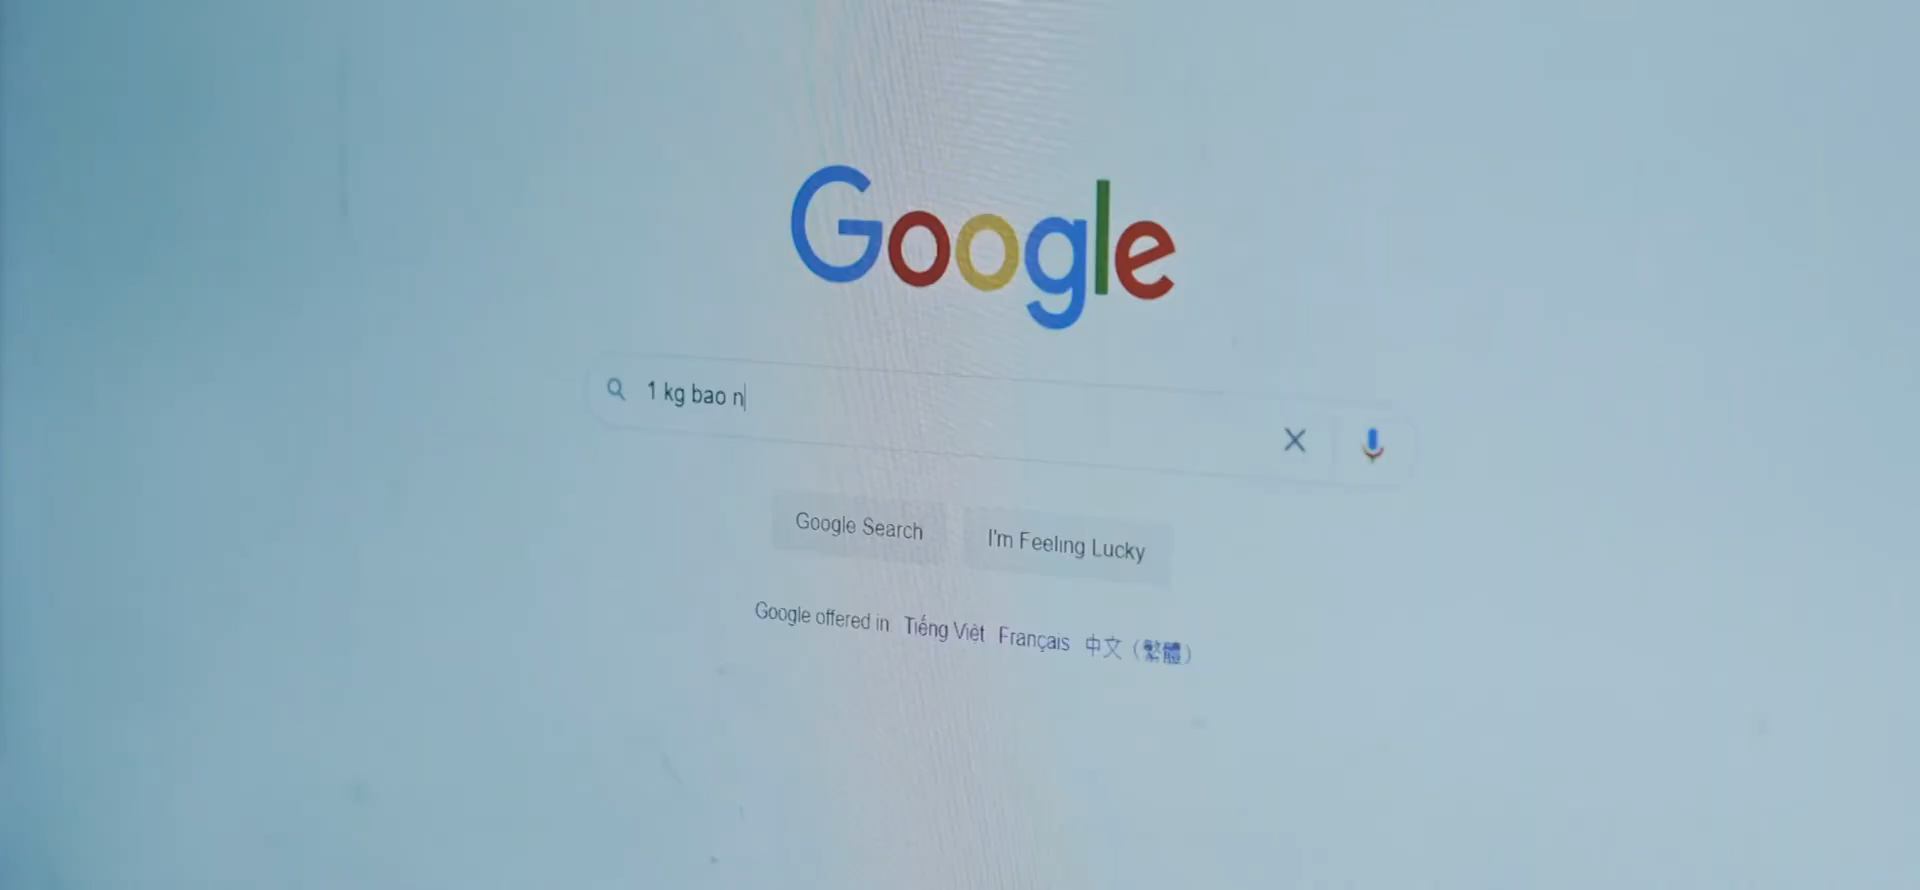 Google
1 kg bao n
Google Search I'm Feeling Lucky
Google offered in Tiếng Việt Français 中文（繁體）